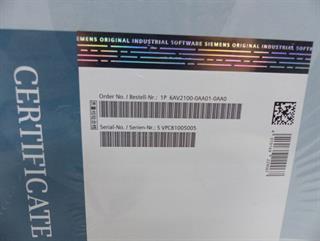 SIEMENS ORIGINAL INDUSTRIAL SOFTWARE SIEMENS ORIGINAL INDUSTRIAL
Order No. / Bestell-Nr.: 1P 6AV2100-0AA01-0AA0
Serial-No. / Serien-Nr.: S VPC81005005
CERTIFICATE